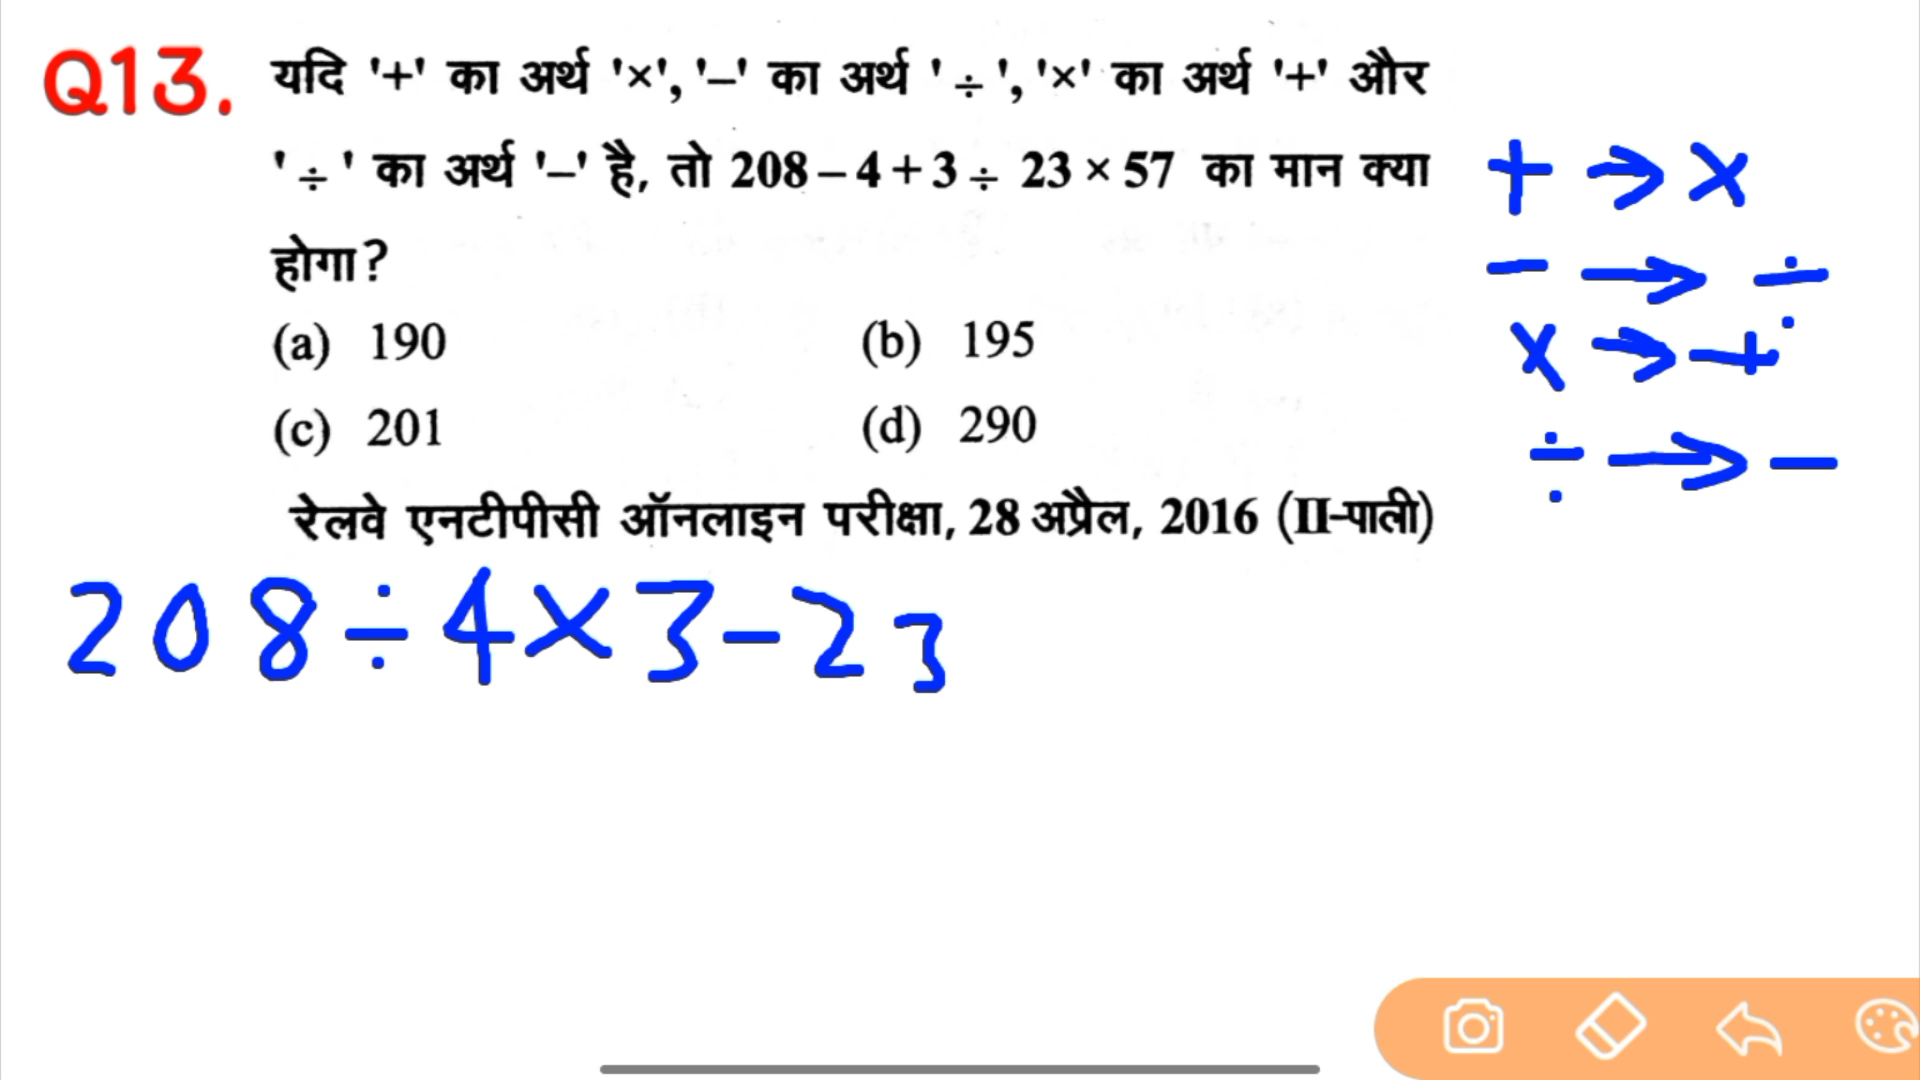 Q13. यदि '+' का अर्थ '×', '–' का अर्थ '÷', '×' का अर्थ '+' और
'÷' का अर्थ '–' है, तो 208 – 4 + 3 ÷ 23 × 57 का मान क्या
होगा?
(a) 190 (b) 195
(c) 201 (d) 290
रेलवे एनटीपीसी ऑनलाइन परीक्षा, 28 अप्रैल, 2016 (II-पाली)
+ → ×
– → ÷
× → +
÷ → –
208 ÷ 4 × 3 – 23